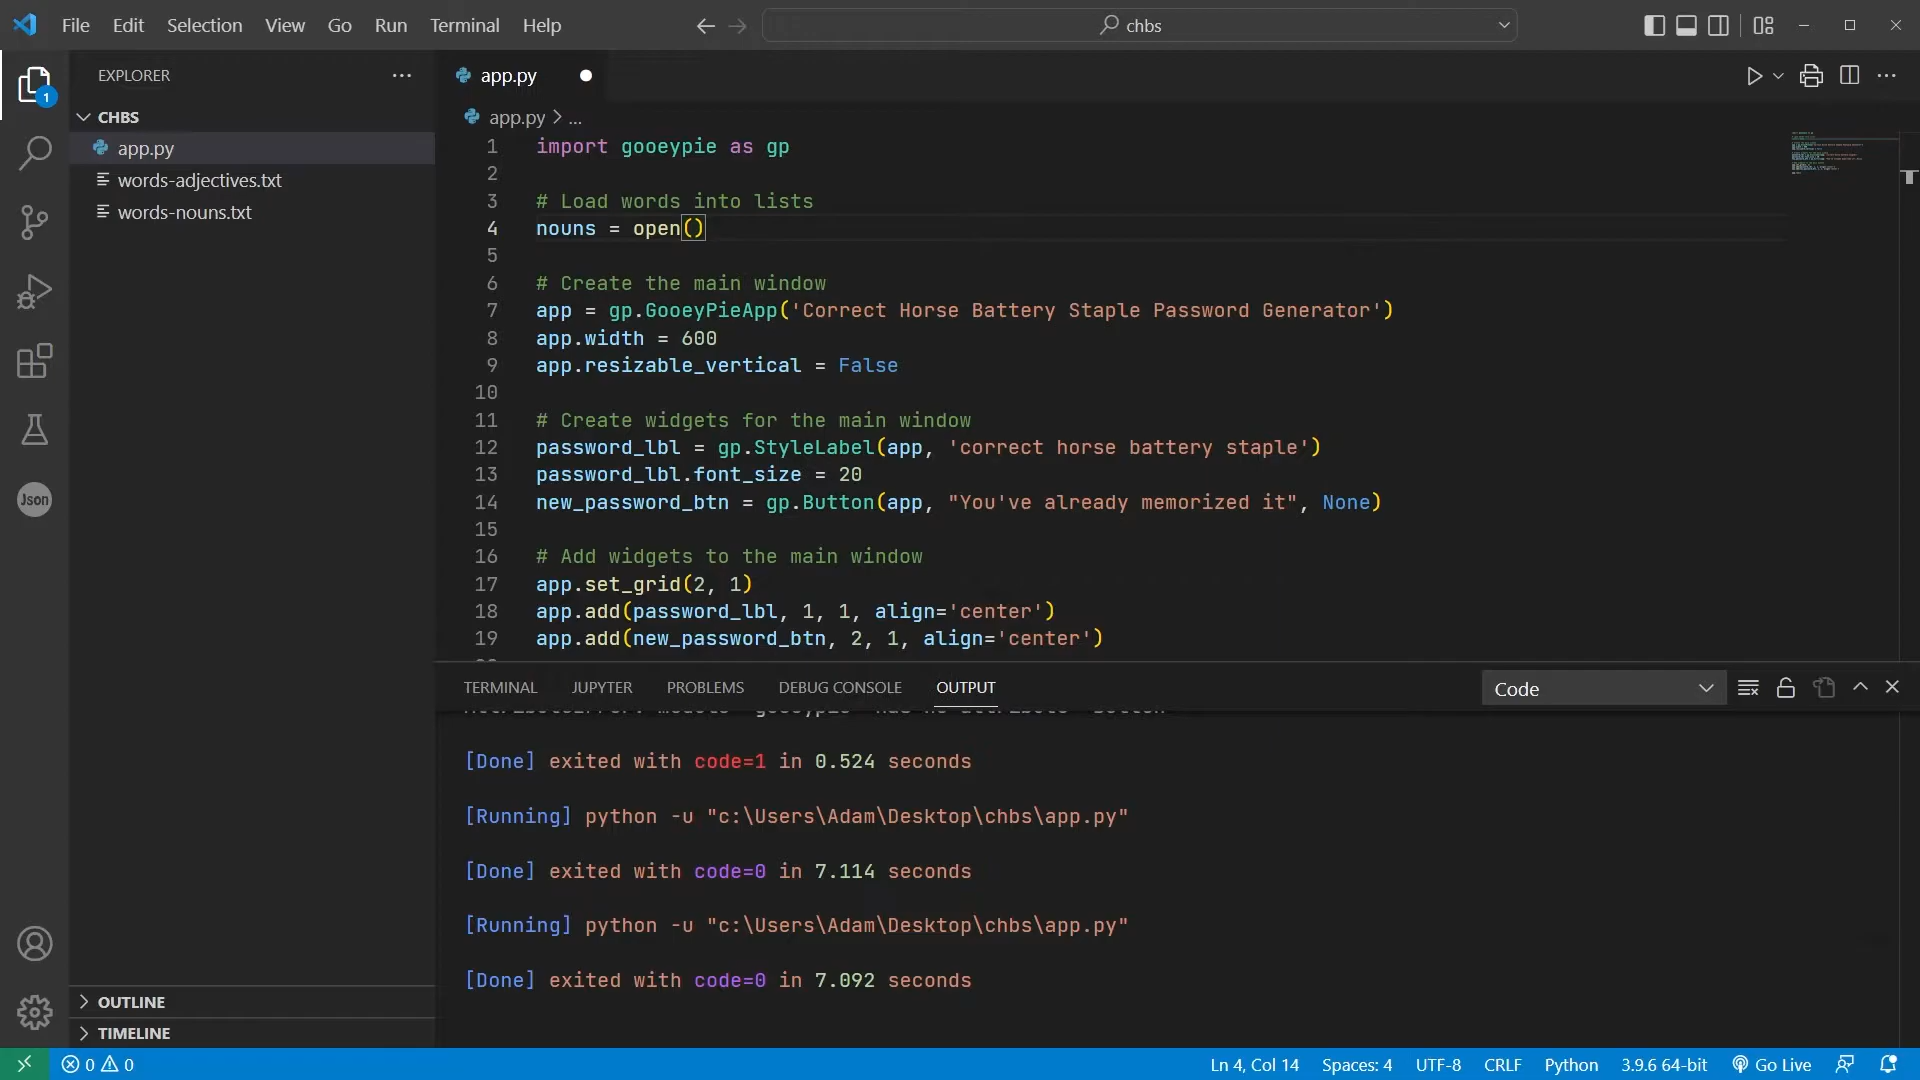 File Edit Selection View Go Run Terminal Help
chbs
EXPLORER
1
CHBS
app.py
words-adjectives.txt
words-nouns.txt
Json
OUTLINE
TIMELINE
app.py
app.py > ...
1 import gooeypie as gp
2
3 # Load words into lists
4 nouns = open()
5
6 # Create the main window
7 app = gp.GooeyPieApp('Correct Horse Battery Staple Password Generator')
8 app.width = 600
9 app.resizable_vertical = False
10
11 # Create widgets for the main window
12 password_lbl = gp.StyleLabel(app, 'correct horse battery staple')
13 password_lbl.font_size = 20
14 new_password_btn = gp.Button(app, "You've already memorized it", None)
15
16 # Add widgets to the main window
17 app.set_grid(2, 1)
18 app.add(password_lbl, 1, 1, align='center')
19 app.add(new_password_btn, 2, 1, align='center')
TERMINAL JUPYTER PROBLEMS DEBUG CONSOLE OUTPUT
Code
[Done] exited with code=1 in 0.524 seconds
[Running] python -u "c:\Users\Adam\Desktop\chbs\app.py"
[Done] exited with code=0 in 7.114 seconds
[Running] python -u "c:\Users\Adam\Desktop\chbs\app.py"
[Done] exited with code=0 in 7.092 seconds
0 0
Ln 4, Col 14 Spaces: 4 UTF-8 CRLF Python 3.9.6 64-bit Go Live